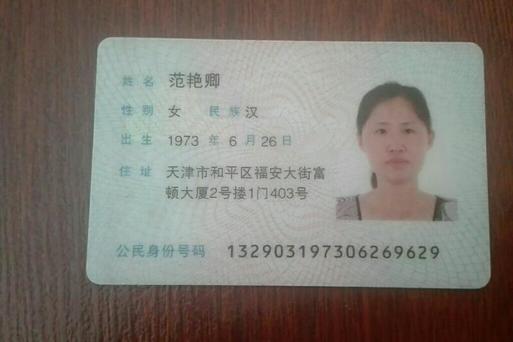 姓名 范艳卿
性别 女 民族 汉
出生 1973 年 6 月 26 日
住址 天津市和平区福安大街富
顿大厦2号搂1门403号
公民身份号码 132903197306269629